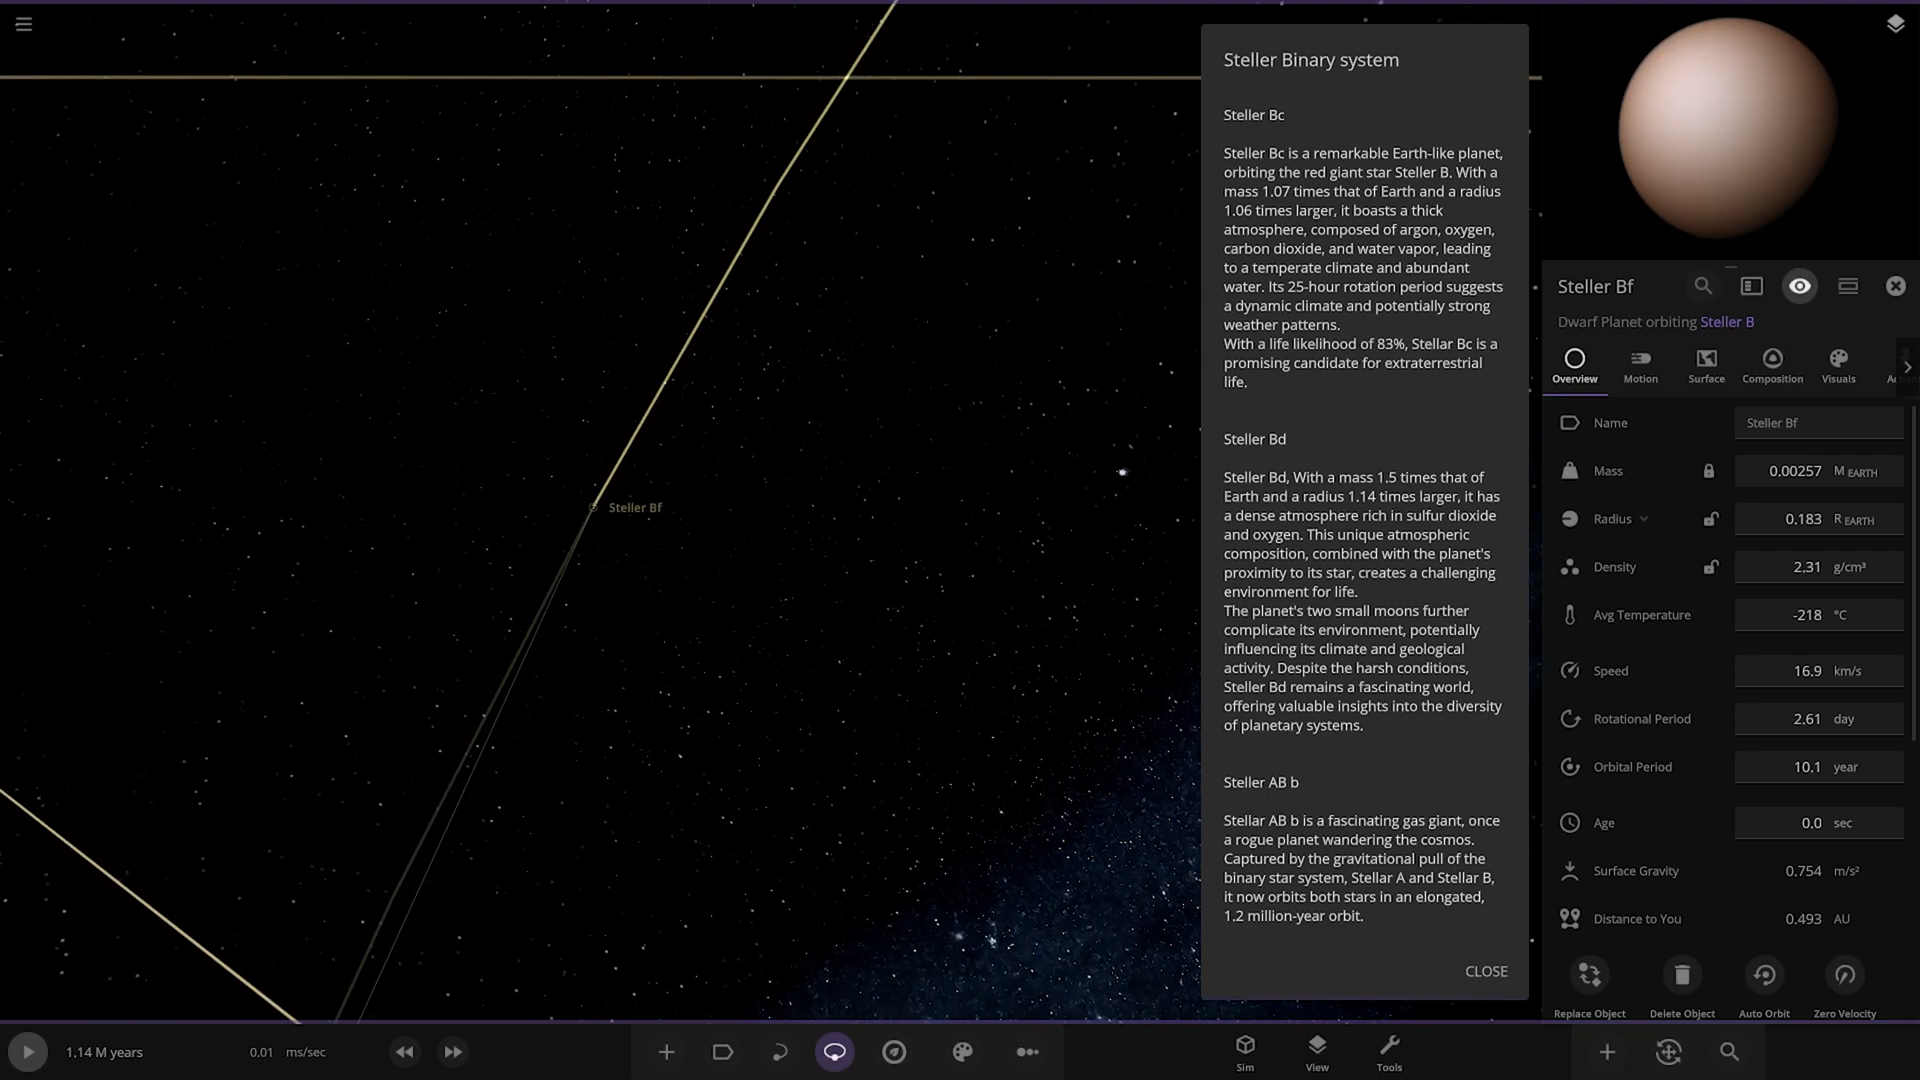 Steller Binary system
Steller Bc
Steller Bc is a remarkable Earth-like planet,
orbiting the red giant star Steller B. With a
mass 1.07 times that of Earth and a radius
1.06 times larger, it boasts a thick
atmosphere, composed of argon, oxygen,
carbon dioxide, and water vapor, leading
to a temperate climate and abundant
water. Its 25-hour rotation period suggests
a dynamic climate and potentially strong
weather patterns.
With a life likelihood of 83%, Stellar Bc is a
promising candidate for extraterrestrial
life.
Steller Bd
Steller Bd, With a mass 1.5 times that of
Earth and a radius 1.14 times larger, it has
a dense atmosphere rich in sulfur dioxide
and oxygen. This unique atmospheric
composition, combined with the planet's
proximity to its star, creates a challenging
environment for life.
The planet's two small moons further
complicate its environment, potentially
influencing its climate and geological
activity. Despite the harsh conditions,
Steller Bd remains a fascinating world,
offering valuable insights into the diversity
of planetary systems.
Steller AB b
Stellar AB b is a fascinating gas giant, once
a rogue planet wandering the cosmos.
Captured by the gravitational pull of the
binary star system, Stellar A and Stellar B,
it now orbits both stars in an elongated,
1.2 million-year orbit.
CLOSE
Steller Bf
Steller Bf
Dwarf Planet orbiting Steller B
Overview Motion Surface Composition Visuals
Name Steller Bf
Mass 0.00257 M EARTH
Radius 0.183 R EARTH
Density 2.31 g/cm³
Avg Temperature -218 °C
Speed 16.9 km/s
Rotational Period 2.61 day
Orbital Period 10.1 year
Age 0.0 sec
Surface Gravity 0.754 m/s²
Distance to You 0.493 AU
Replace Object Delete Object Auto Orbit Zero Velocity
1.14 M years 0.01 ms/sec
Sim View Tools